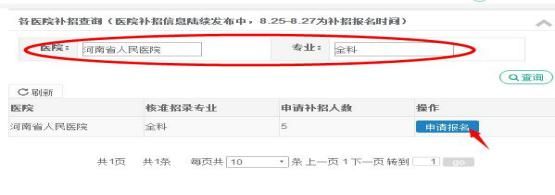 各医院补招查询（医院补招信息陆续发布中，8.25-8.27为补招报名时间）
医院： 河南省人民医院 专业： 全科
查询
刷新
医院 核准招录专业 申请补招人数 操作
河南省人民医院 全科 5 申请报名
共1页 共1条 每页共 10 条 上一页 1 下一页 转到 1 go